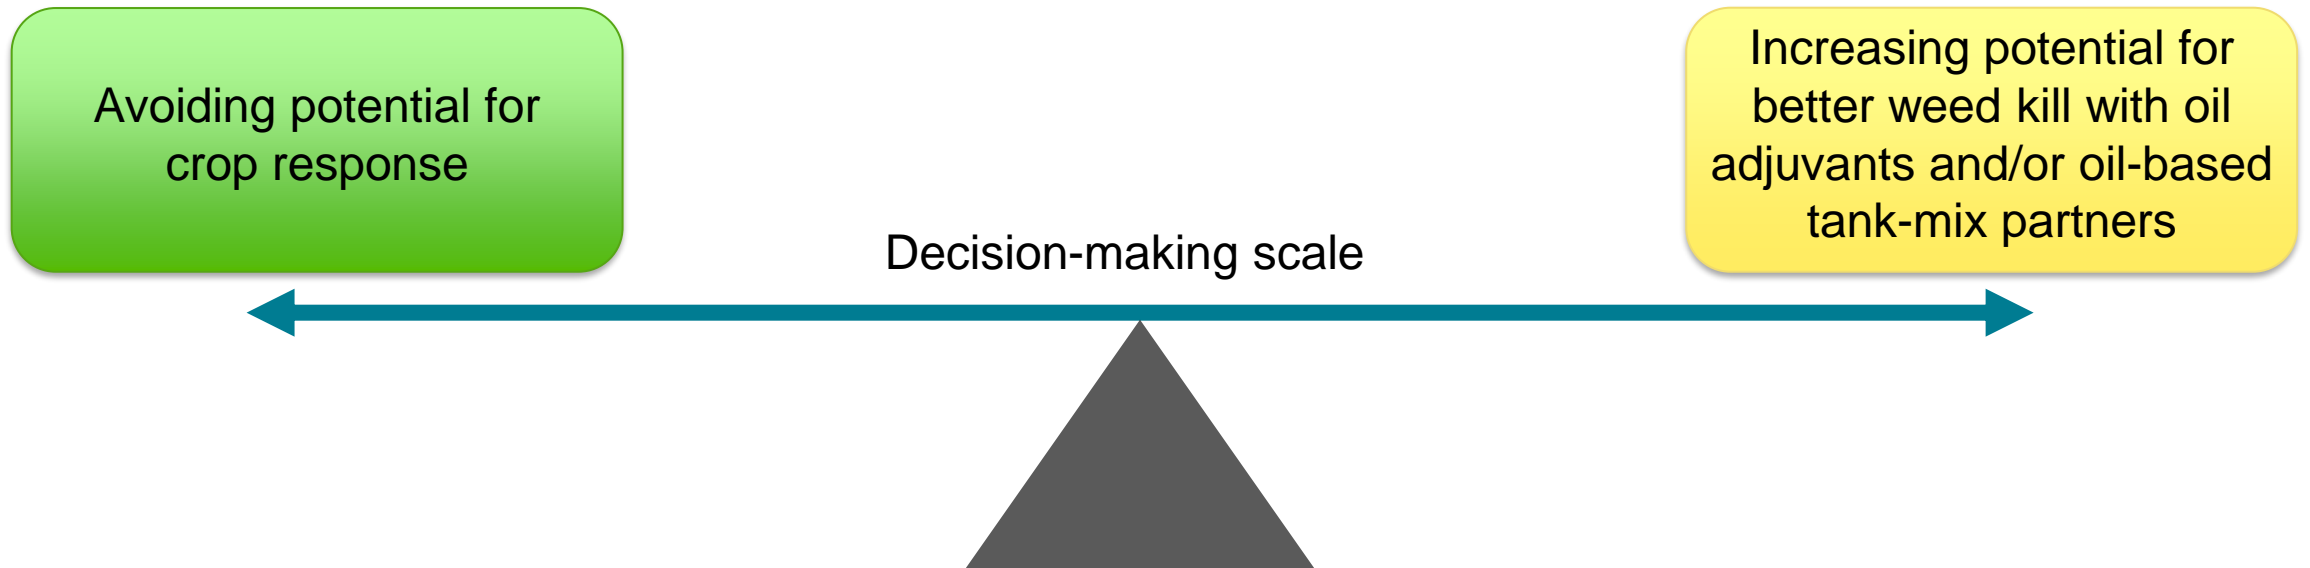 Avoiding potential for
crop response
Increasing potential for
better weed kill with oil
adjuvants and/or oil-based
tank-mix partners
Decision-making scale